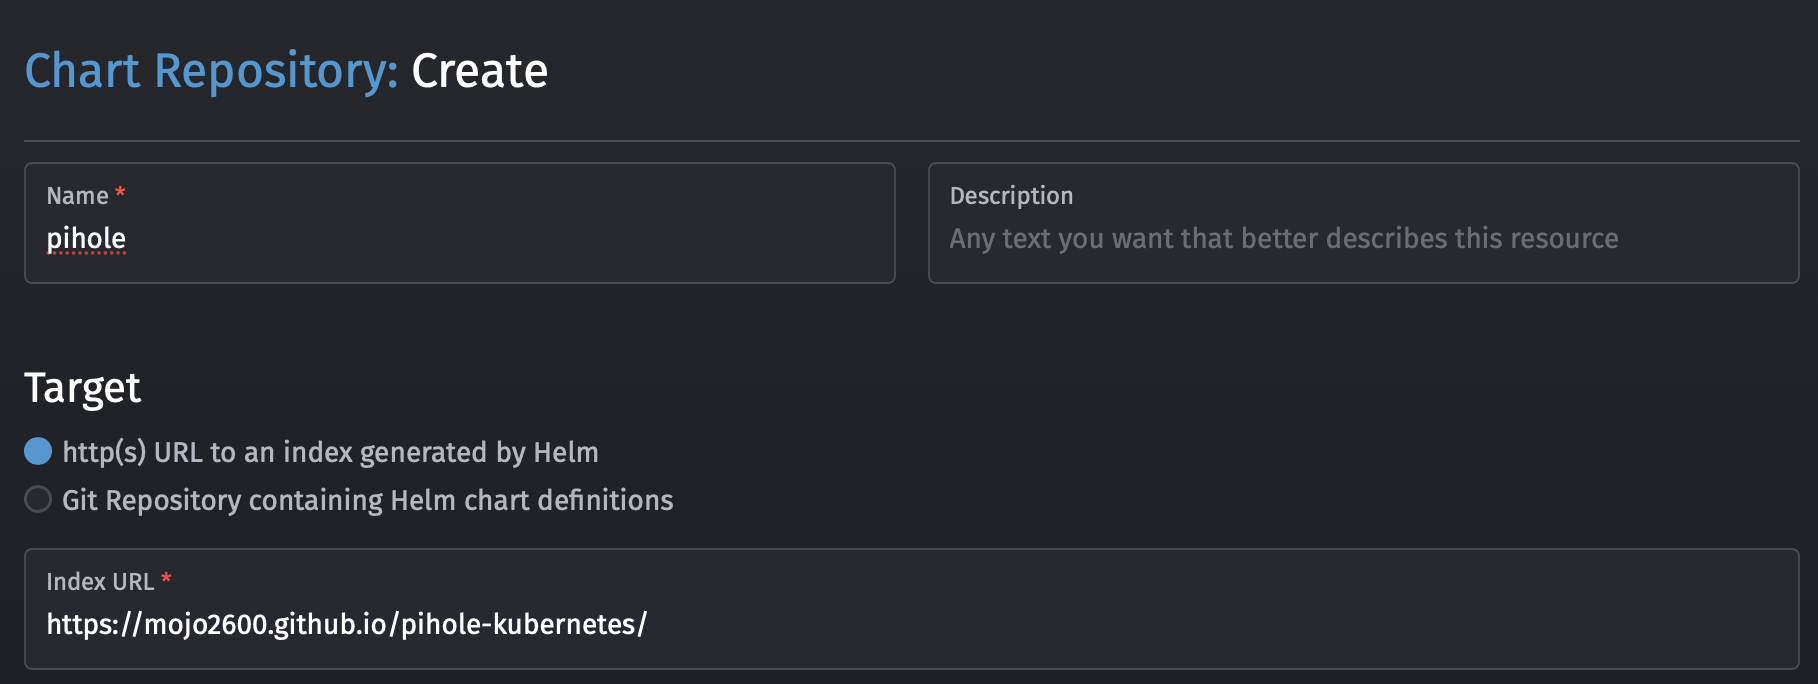 Chart Repository: Create
Name *
pihole
Description
Any text you want that better describes this resource
Target
http(s) URL to an index generated by Helm
Git Repository containing Helm chart definitions
Index URL *
https://mojo2600.github.io/pihole-kubernetes/